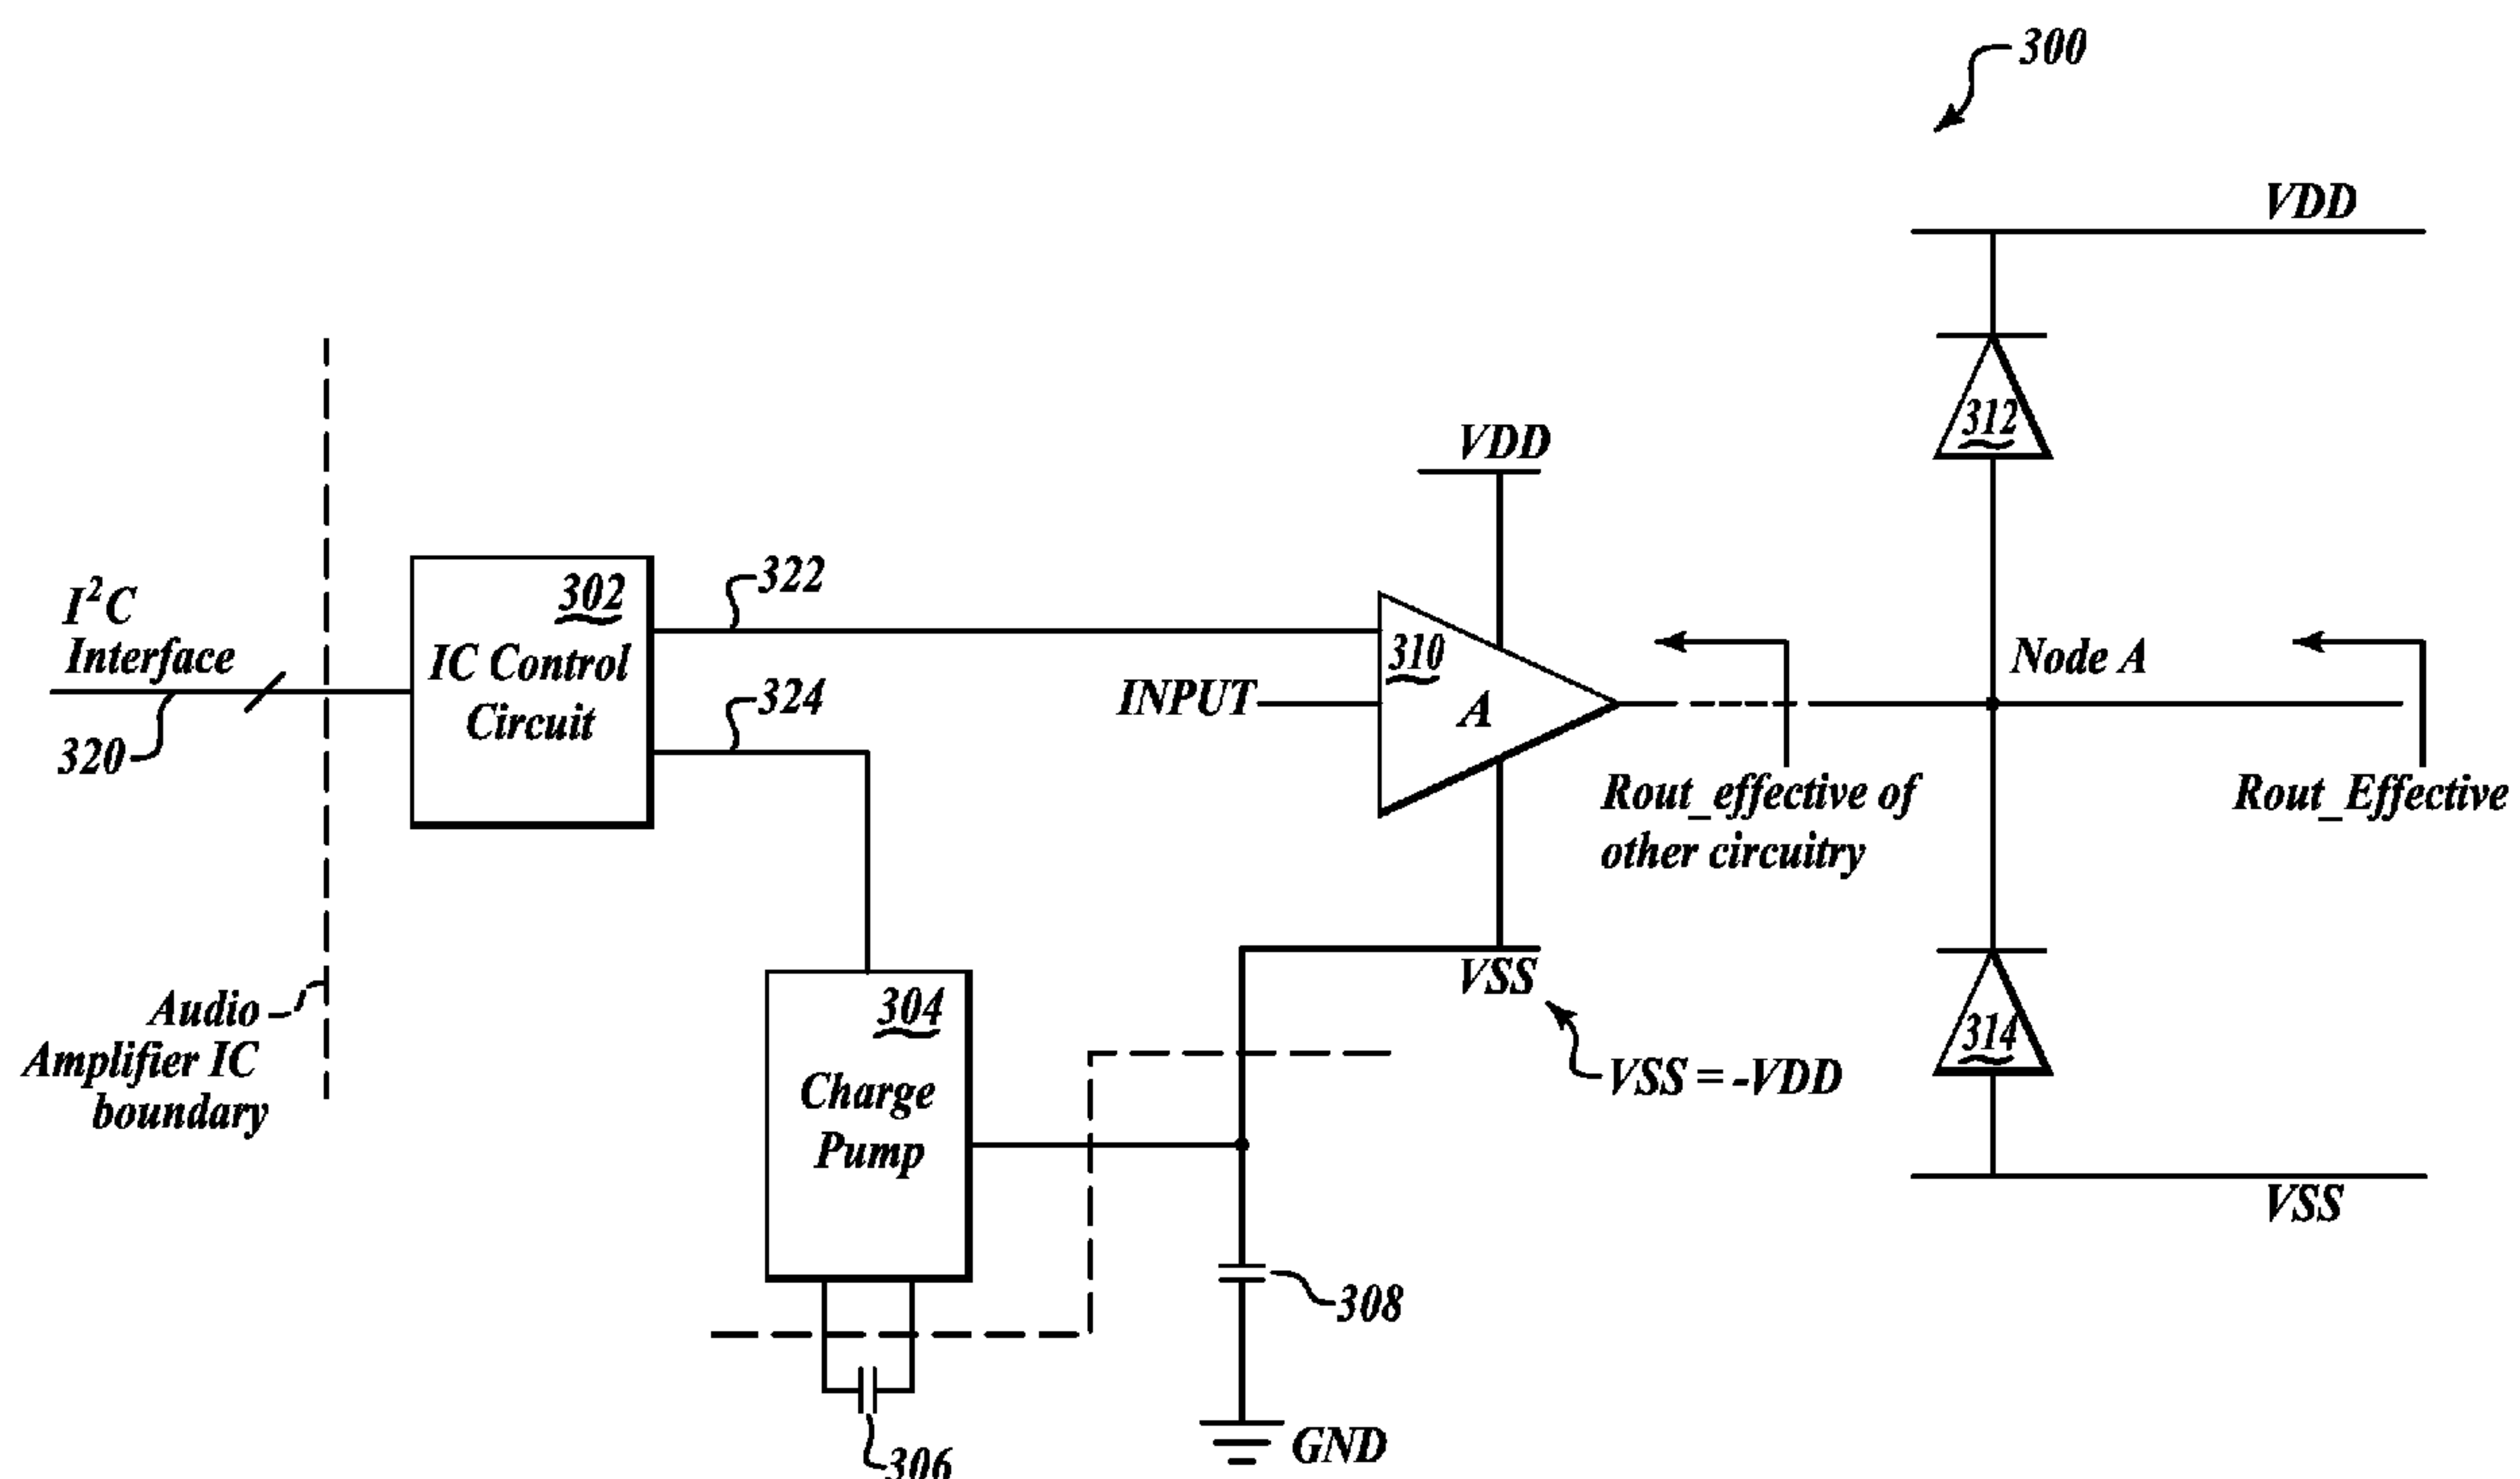 300
VDD
VDD
312
I²C
Interface
320
302
IC Control
Circuit
322
324
310
INPUT
A
Node A
Rout_effective of
other circuitry
Rout_Effective
Audio
Amplifier IC
boundary
304
Charge
Pump
VSS
VSS = -VDD
314
VSS
308
306
GND